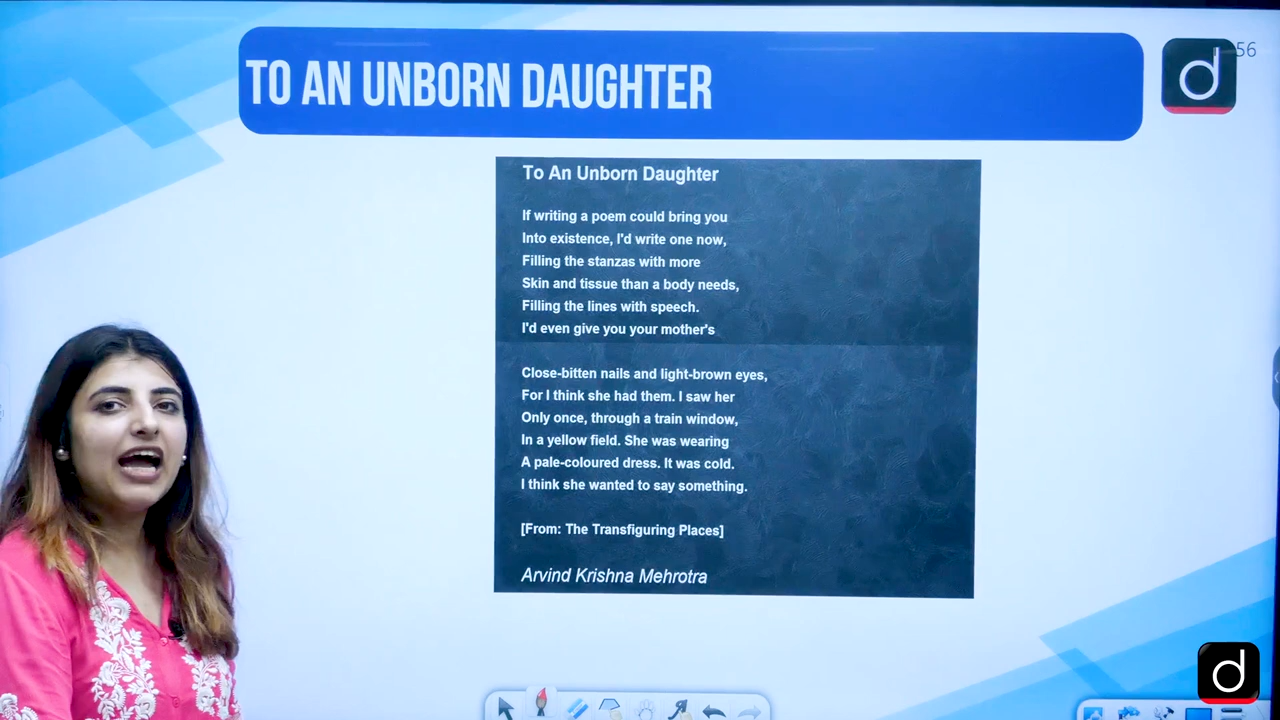 TO AN UNBORN DAUGHTER
d
56
To An Unborn Daughter
If writing a poem could bring you
Into existence, I'd write one now,
Filling the stanzas with more
Skin and tissue than a body needs,
Filling the lines with speech.
I'd even give you your mother's
Close-bitten nails and light-brown eyes,
For I think she had them. I saw her
Only once, through a train window,
In a yellow field. She was wearing
A pale-coloured dress. It was cold.
I think she wanted to say something.
[From: The Transfiguring Places]
Arvind Krishna Mehrotra
d